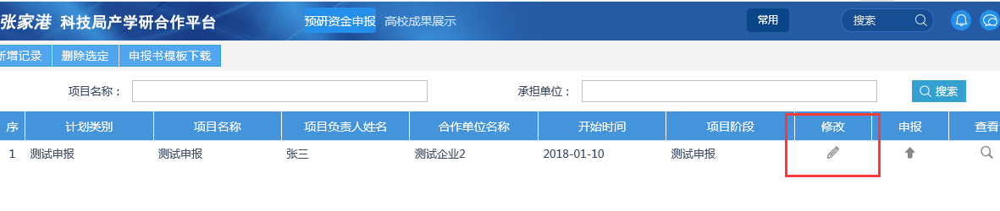 张家港 科技局产学研合作平台 预研资金申报 高校成果展示 常用 搜索
新增记录 删除选定 申报书模板下载
项目名称： 承担单位： 搜索
序 计划类别 项目名称 项目负责人姓名 合作单位名称 开始时间 项目阶段 修改 申报 查看
1 测试申报 测试申报 张三 测试企业2 2018-01-10 测试申报